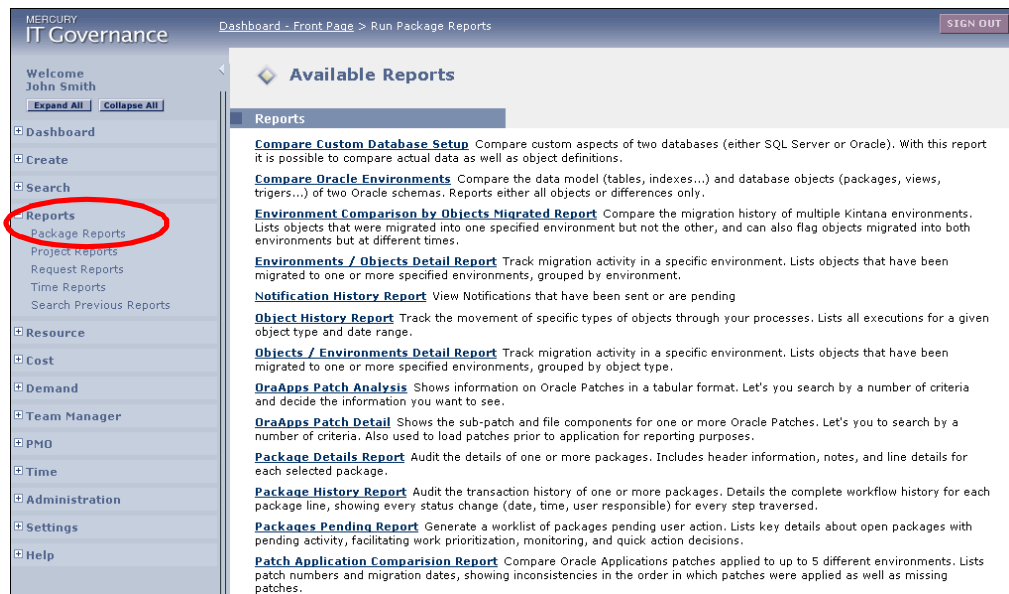 MERCURY
IT Governance
Dashboard - Front Page > Run Package Reports
SIGN OUT
Welcome
John Smith
Expand All
Collapse All
Dashboard
Create
Search
Reports
Package Reports
Project Reports
Request Reports
Time Reports
Search Previous Reports
Resource
Cost
Demand
Team Manager
PMO
Time
Administration
Settings
Help
Available Reports
Reports
Compare Custom Database Setup Compare custom aspects of two databases (either SQL Server or Oracle). With this report
it is possible to compare actual data as well as object definitions.
Compare Oracle Environments Compare the data model (tables, indexes...) and database objects (packages, views,
trigers...) of two Oracle schemas. Reports either all objects or differences only.
Environment Comparison by Objects Migrated Report Compare the migration history of multiple Kintana environments.
Lists objects that were migrated into one specified environment but not the other, and can also flag objects migrated into both
environments but at different times.
Environments / Objects Detail Report Track migration activity in a specific environment. Lists objects that have been
migrated to one or more specified environments, grouped by environment.
Notification History Report View Notifications that have been sent or are pending
Object History Report Track the movement of specific types of objects through your processes. Lists all executions for a given
object type and date range.
Objects / Environments Detail Report Track migration activity in a specific environment. Lists objects that have been
migrated to one or more specified environments, grouped by object type.
OraApps Patch Analysis Shows information on Oracle Patches in a tabular format. Let's you search by a number of criteria
and decide the information you want to see.
OraApps Patch Detail Shows the sub-patch and file components for one or more Oracle Patches. Let's you to search by a
number of criteria. Also used to load patches prior to application for reporting purposes.
Package Details Report Audit the details of one or more packages. Includes header information, notes, and line details for
each selected package.
Package History Report Audit the transaction history of one or more packages. Details the complete workflow history for each
package line, showing every status change (date, time, user responsible) for every step traversed.
Packages Pending Report Generate a worklist of packages pending user action. Lists key details about open packages with
pending activity, facilitating work prioritization, monitoring, and quick action decisions.
Patch Application Comparision Report Compare Oracle Applications patches applied to up to 5 different environments. Lists
patch numbers and migration dates, showing inconsistencies in the order in which patches were applied as well as missing
patches.